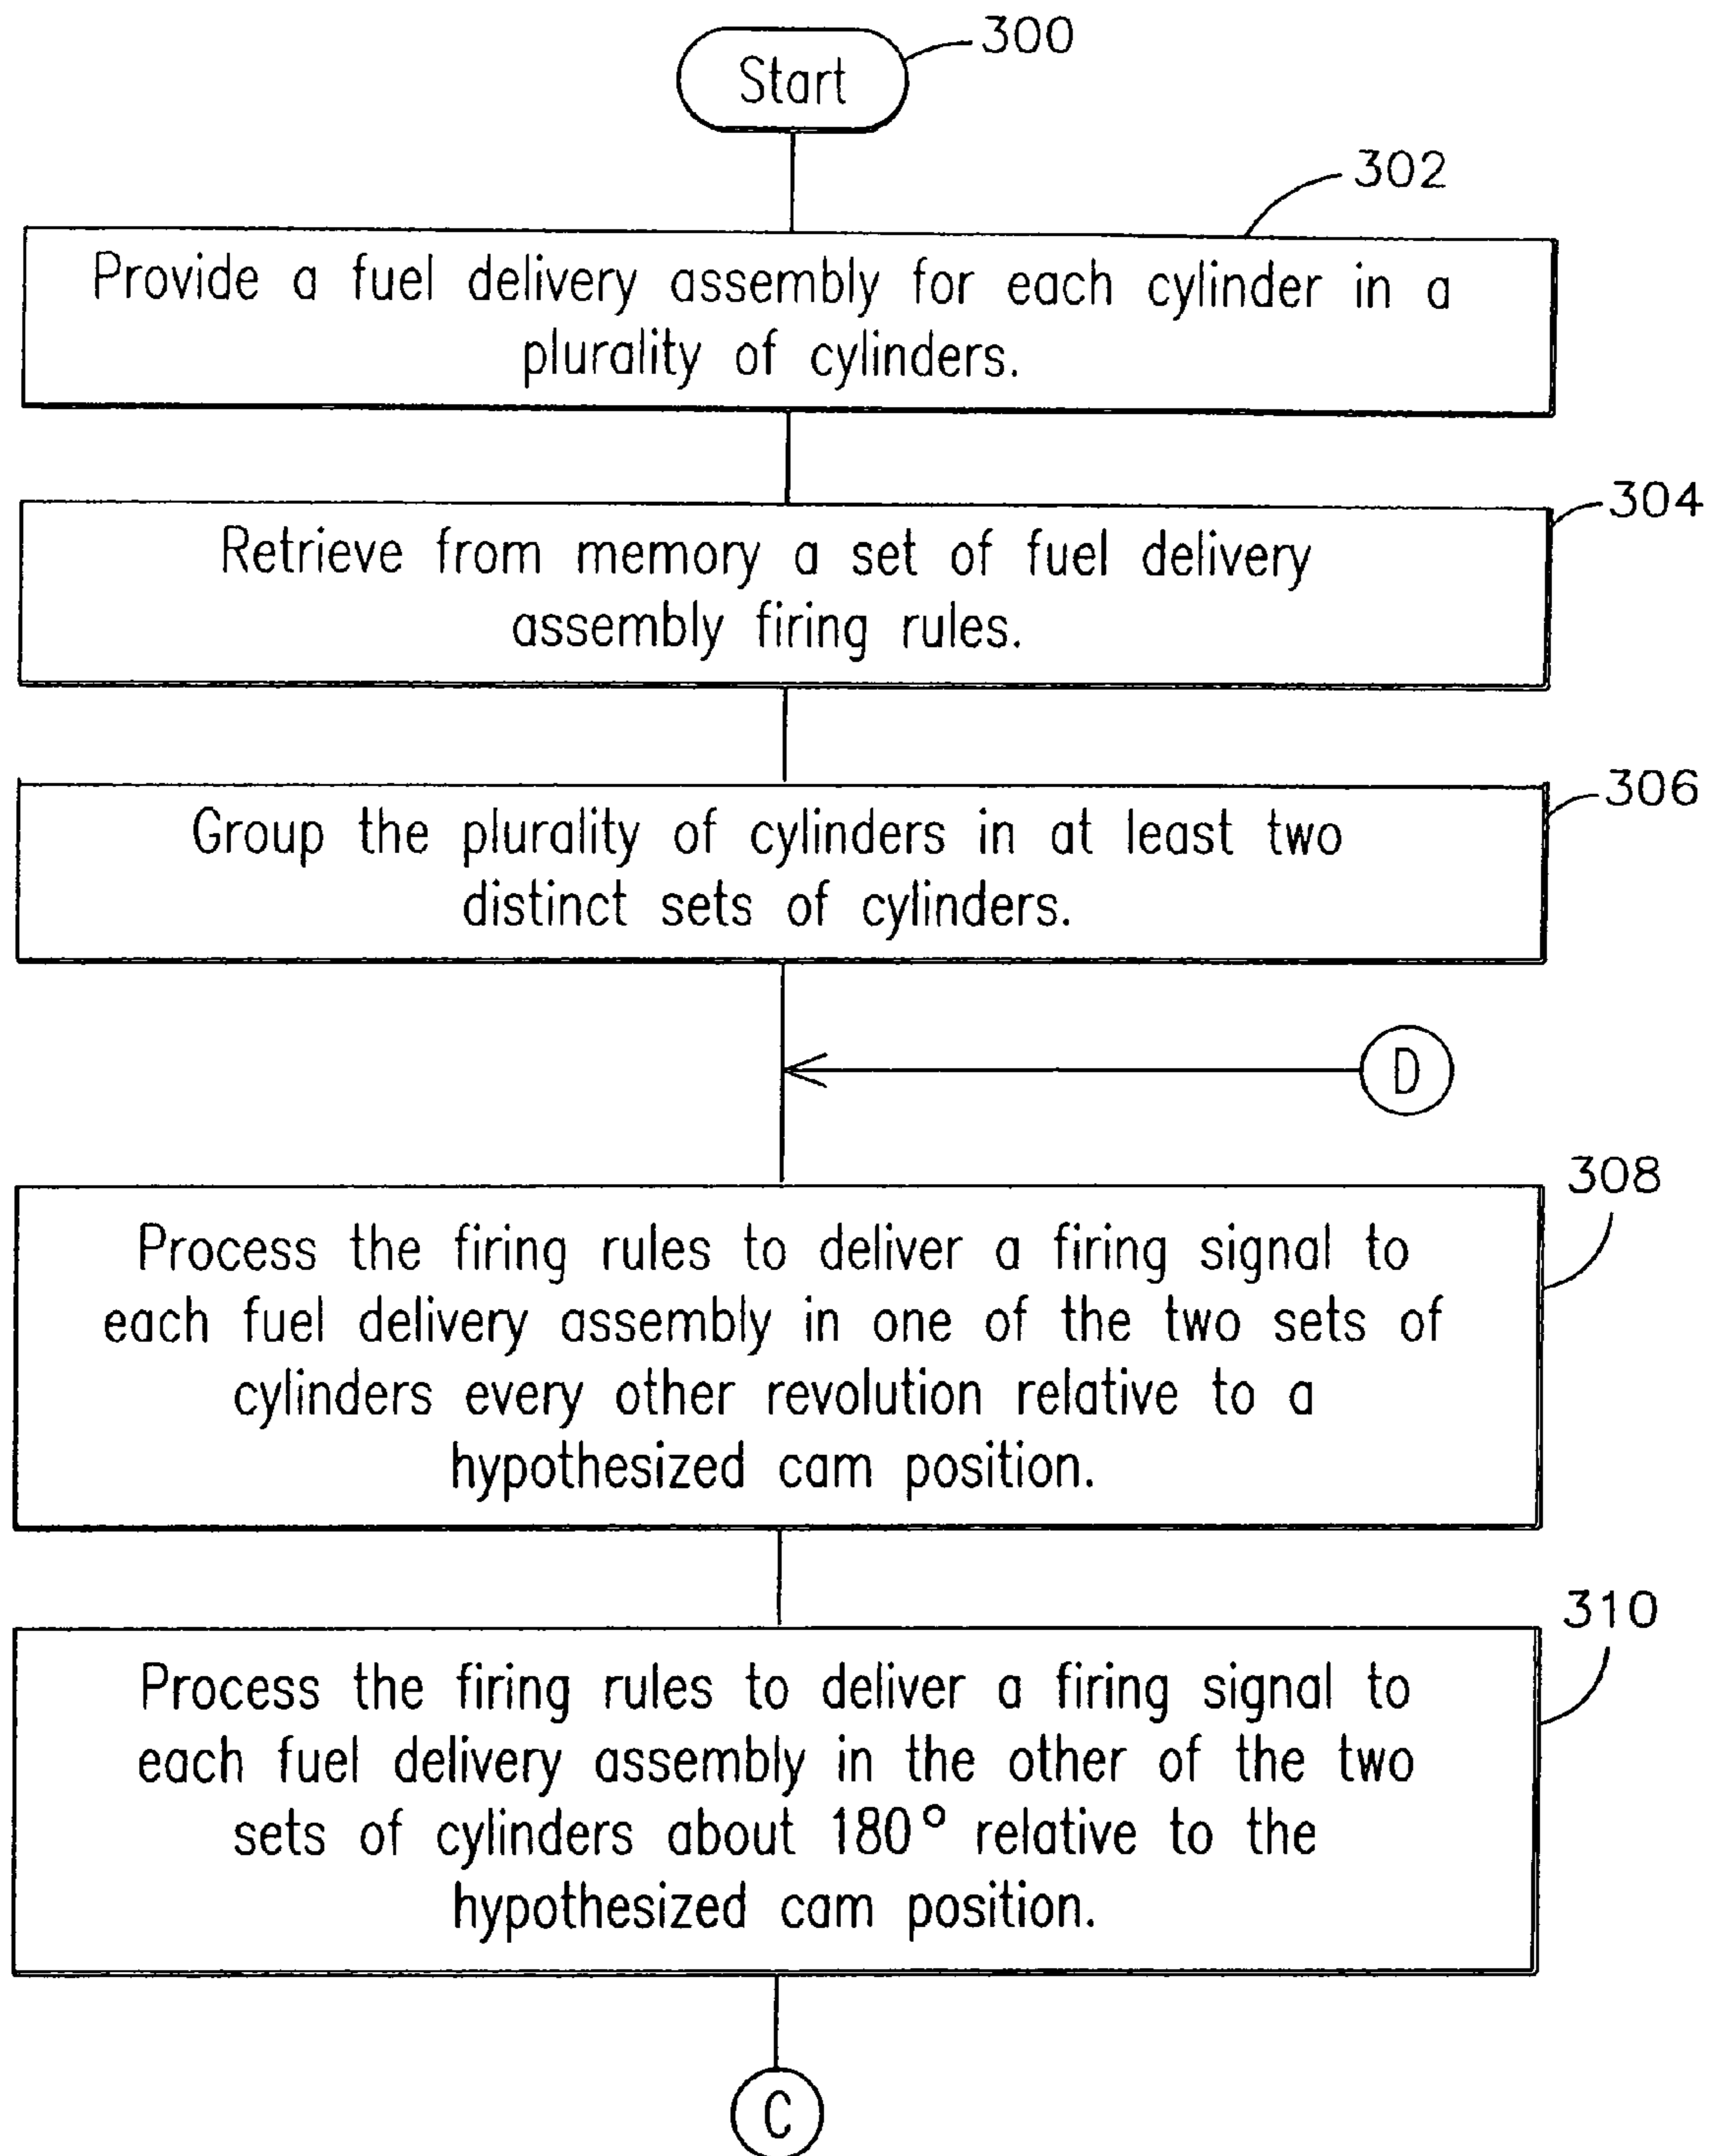 Start
300
302
Provide a fuel delivery assembly for each cylinder in a
plurality of cylinders.
304
Retrieve from memory a set of fuel delivery
assembly firing rules.
306
Group the plurality of cylinders in at least two
distinct sets of cylinders.
D
308
Process the firing rules to deliver a firing signal to
each fuel delivery assembly in one of the two sets of
cylinders every other revolution relative to a
hypothesized cam position.
310
Process the firing rules to deliver a firing signal to
each fuel delivery assembly in the other of the two
sets of cylinders about 180° relative to the
hypothesized cam position.
C